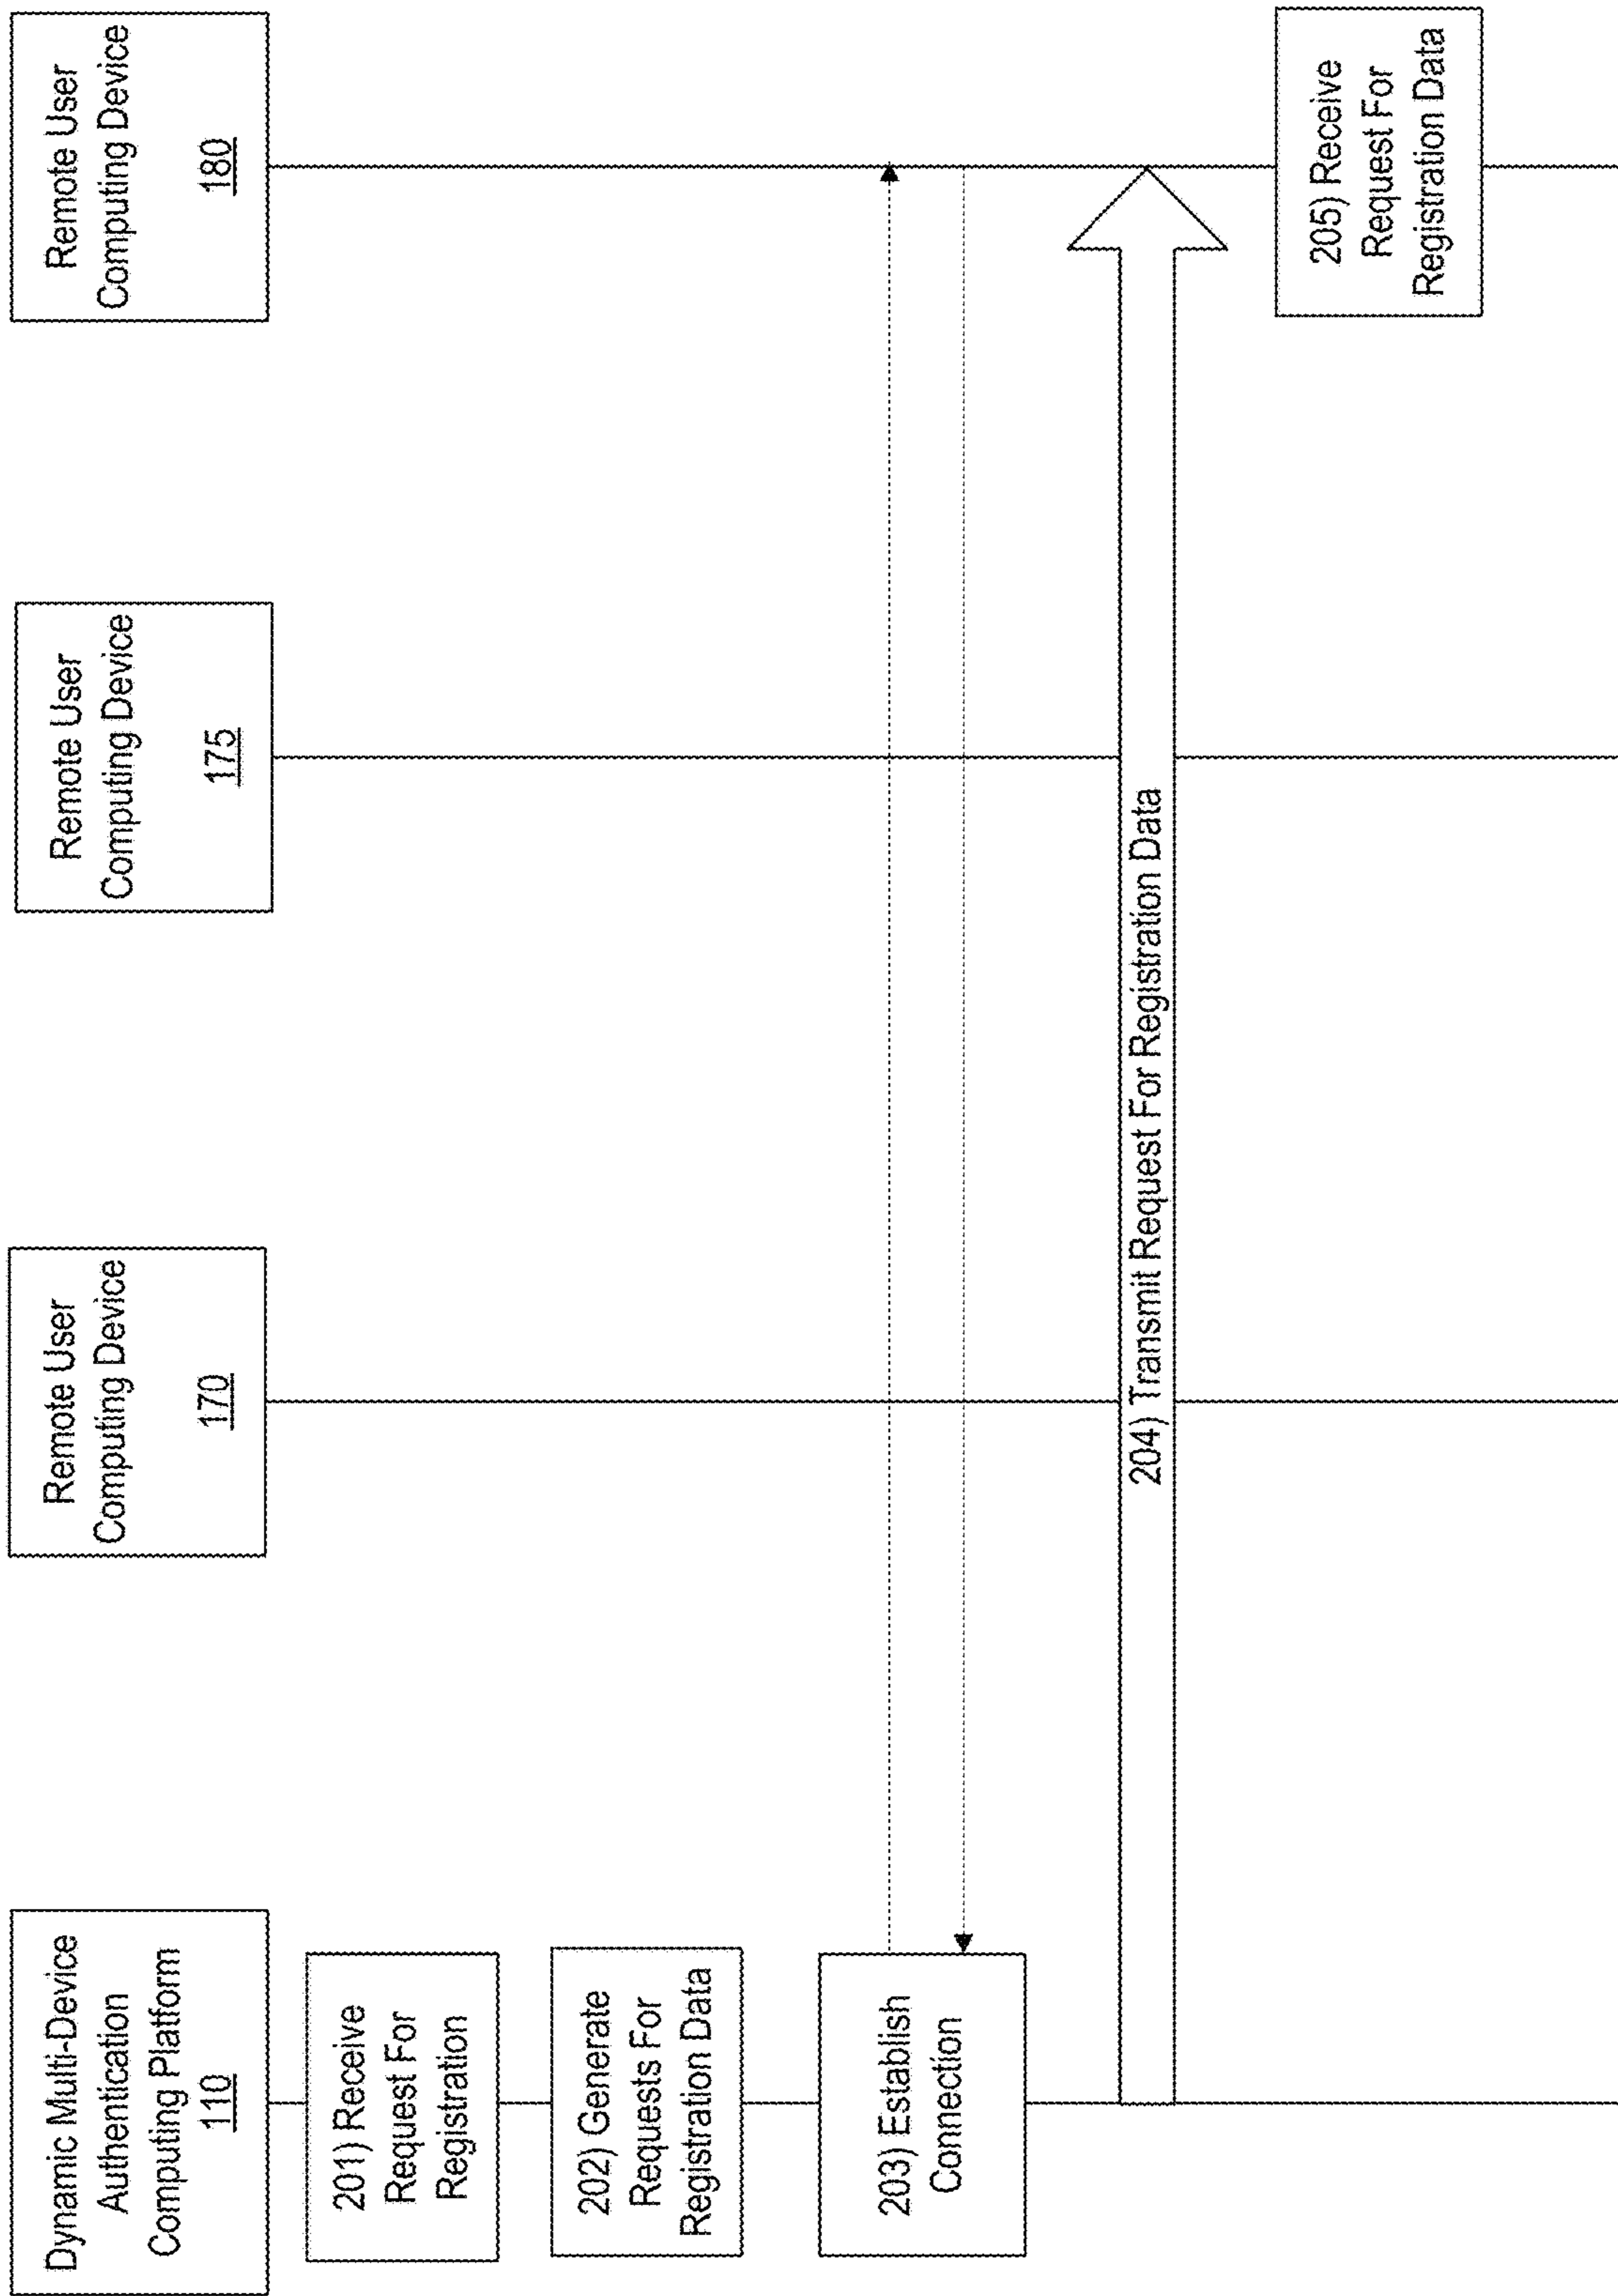 Dynamic Multi-Device
Authentication
Computing Platform
110
Remote User
Computing Device
170
Remote User
Computing Device
175
Remote User
Computing Device
180
201) Receive
Request For
Registration
202) Generate
Requests For
Registration Data
203) Establish
Connection
204) Transmit Request For Registration Data
205) Receive
Request For
Registration Data